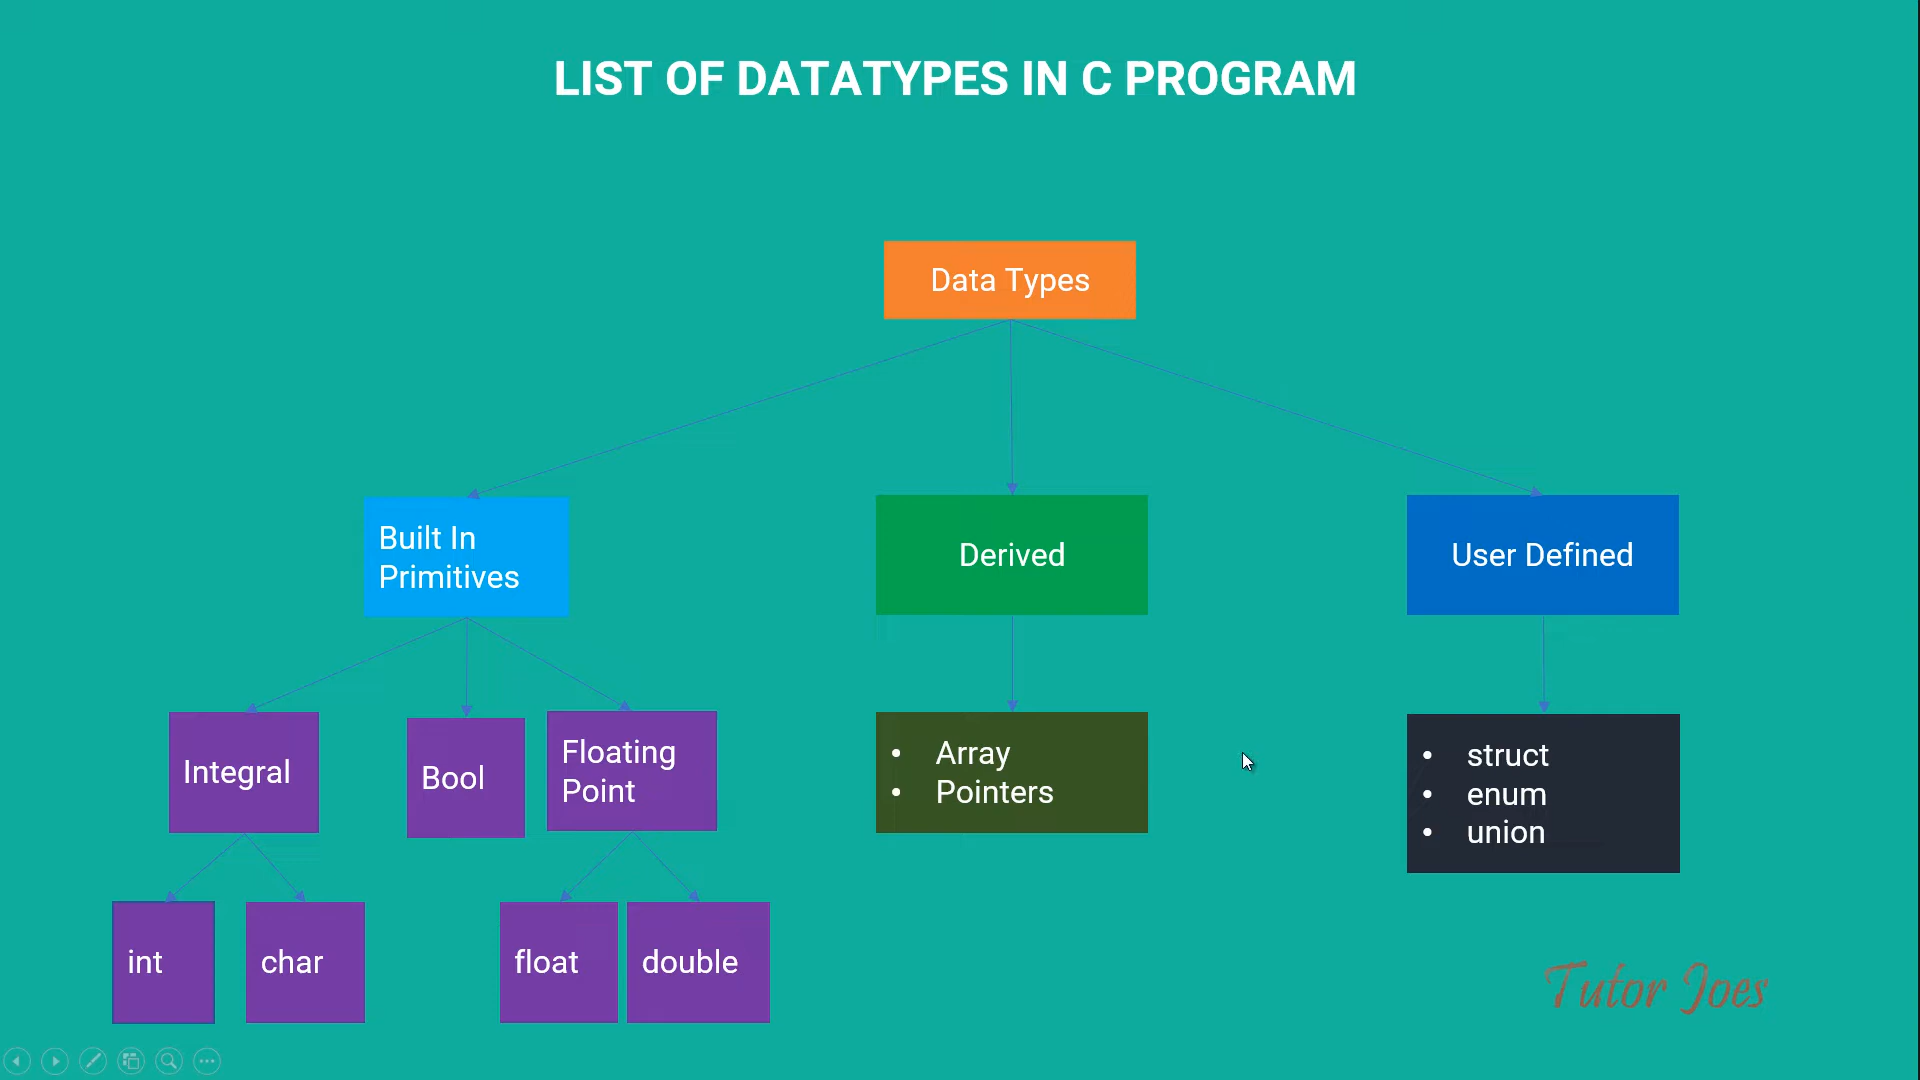 LIST OF DATATYPES IN C PROGRAM
Data Types
Built In
Primitives
Derived
User Defined
Integral
Bool
Floating
Point
• Array
• Pointers
• struct
• enum
• union
int
char
float
double
Tutor Joes